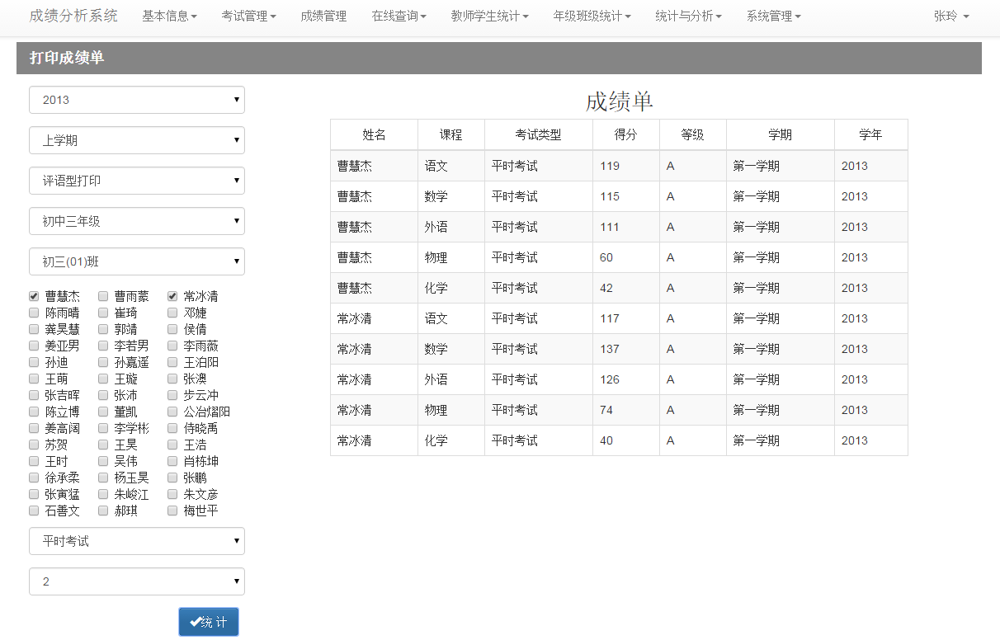 成绩分析系统 基本信息 考试管理 成绩管理 在线查询 教师学生统计 年级班级统计 统计与分析 系统管理 张玲
打印成绩单
2013
上学期
评语型打印
初中三年级
初三(01)班
曹慧杰 曹雨蒙 常冰清
陈雨晴 崔琦 邓婕
龚昊慧 郭靖 侯倩
姜亚男 李若男 李雨薇
孙迪 孙嘉遥 王泊阳
王萌 王璇 张澳
张吉晖 张沛 步云冲
陈立博 董凯 公冶熠阳
姜高阔 李学彬 侍晓禹
苏贺 王昊 王浩
王时 吴伟 肖栋坤
徐承柔 杨玉昊 张鹏
张寅猛 朱峻江 朱文彦
石善文 郝琪 梅世平
平时考试
2
统 计
成绩单
姓名 课程 考试类型 得分 等级 学期 学年
曹慧杰 语文 平时考试 119 A 第一学期 2013
曹慧杰 数学 平时考试 115 A 第一学期 2013
曹慧杰 外语 平时考试 111 A 第一学期 2013
曹慧杰 物理 平时考试 60 A 第一学期 2013
曹慧杰 化学 平时考试 42 A 第一学期 2013
常冰清 语文 平时考试 117 A 第一学期 2013
常冰清 数学 平时考试 137 A 第一学期 2013
常冰清 外语 平时考试 126 A 第一学期 2013
常冰清 物理 平时考试 74 A 第一学期 2013
常冰清 化学 平时考试 40 A 第一学期 2013